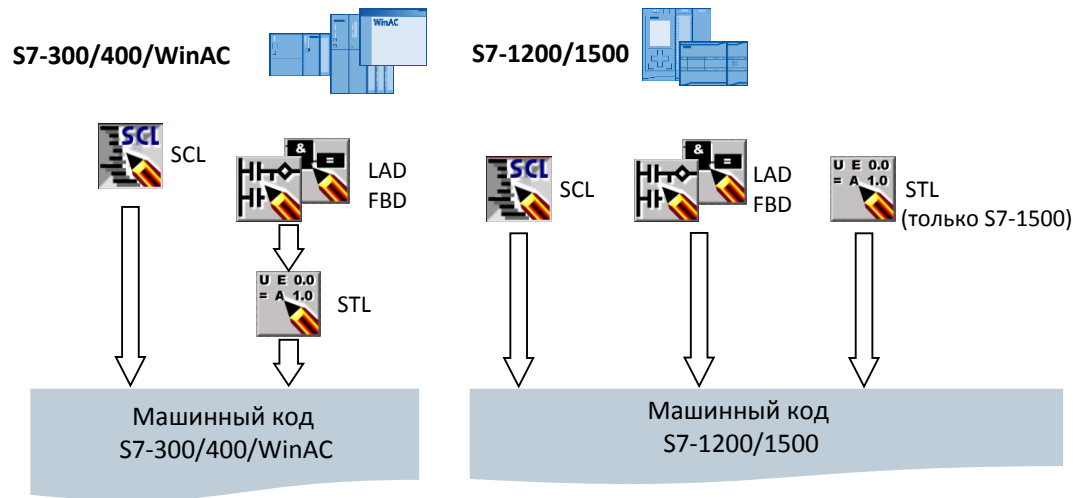 S7-300/400/WinAC
WinAC
S7-1200/1500
SCL
SCL
&
=
LAD
FBD
U E 0.0
= A 1.0
STL
Машинный код
S7-300/400/WinAC
SCL
SCL
&
=
LAD
FBD
U E 0.0
= A 1.0
STL
(только S7-1500)
Машинный код
S7-1200/1500